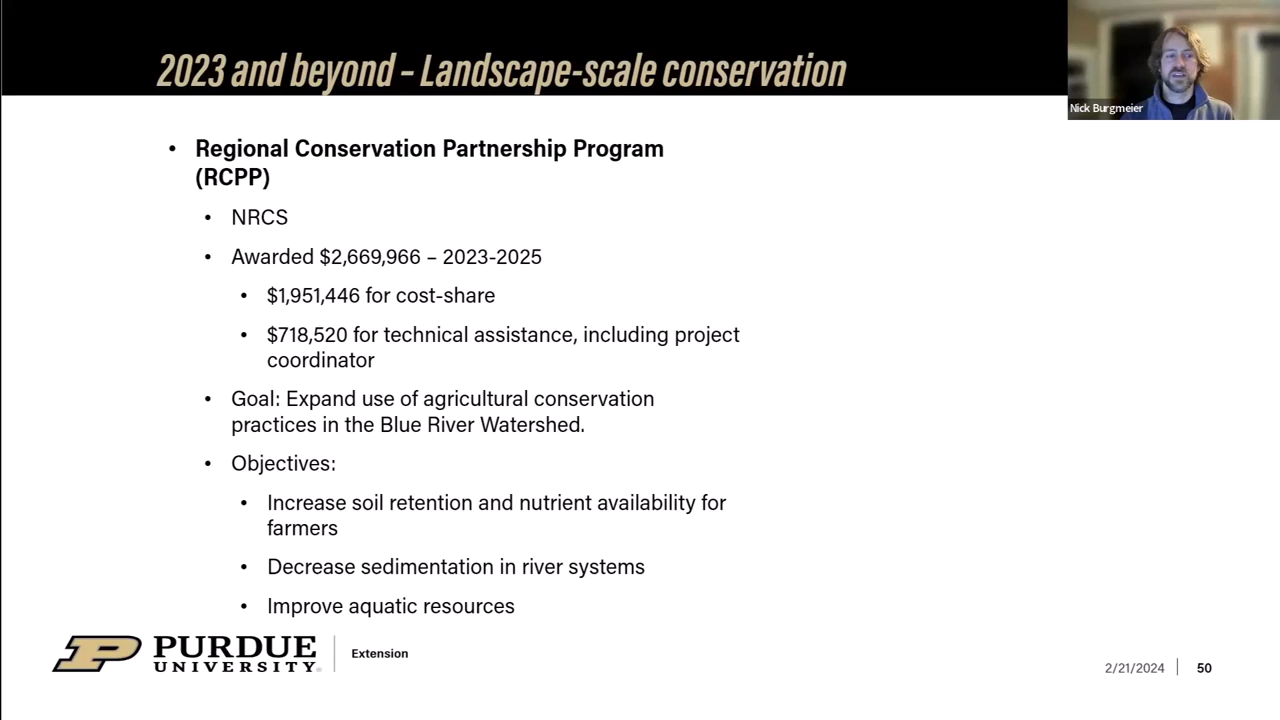 2023 and beyond – Landscape-scale conservation
Nick Burgmeier
• Regional Conservation Partnership Program
(RCPP)
• NRCS
• Awarded $2,669,966 – 2023-2025
• $1,951,446 for cost-share
• $718,520 for technical assistance, including project
coordinator
• Goal: Expand use of agricultural conservation
practices in the Blue River Watershed.
• Objectives:
• Increase soil retention and nutrient availability for
farmers
• Decrease sedimentation in river systems
• Improve aquatic resources
P PURDUE
UNIVERSITY®
Extension
2/21/2024 | 50